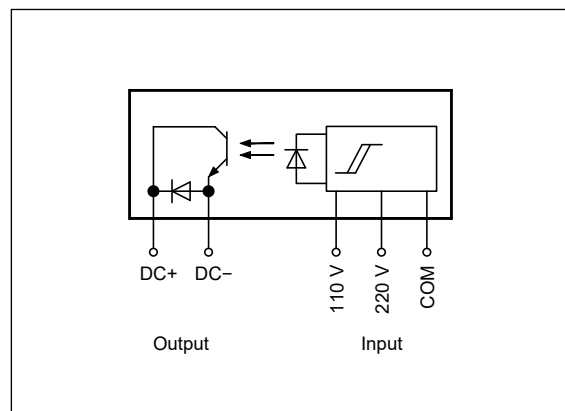 DC+ DC−
110 V
220 V
COM
Output Input